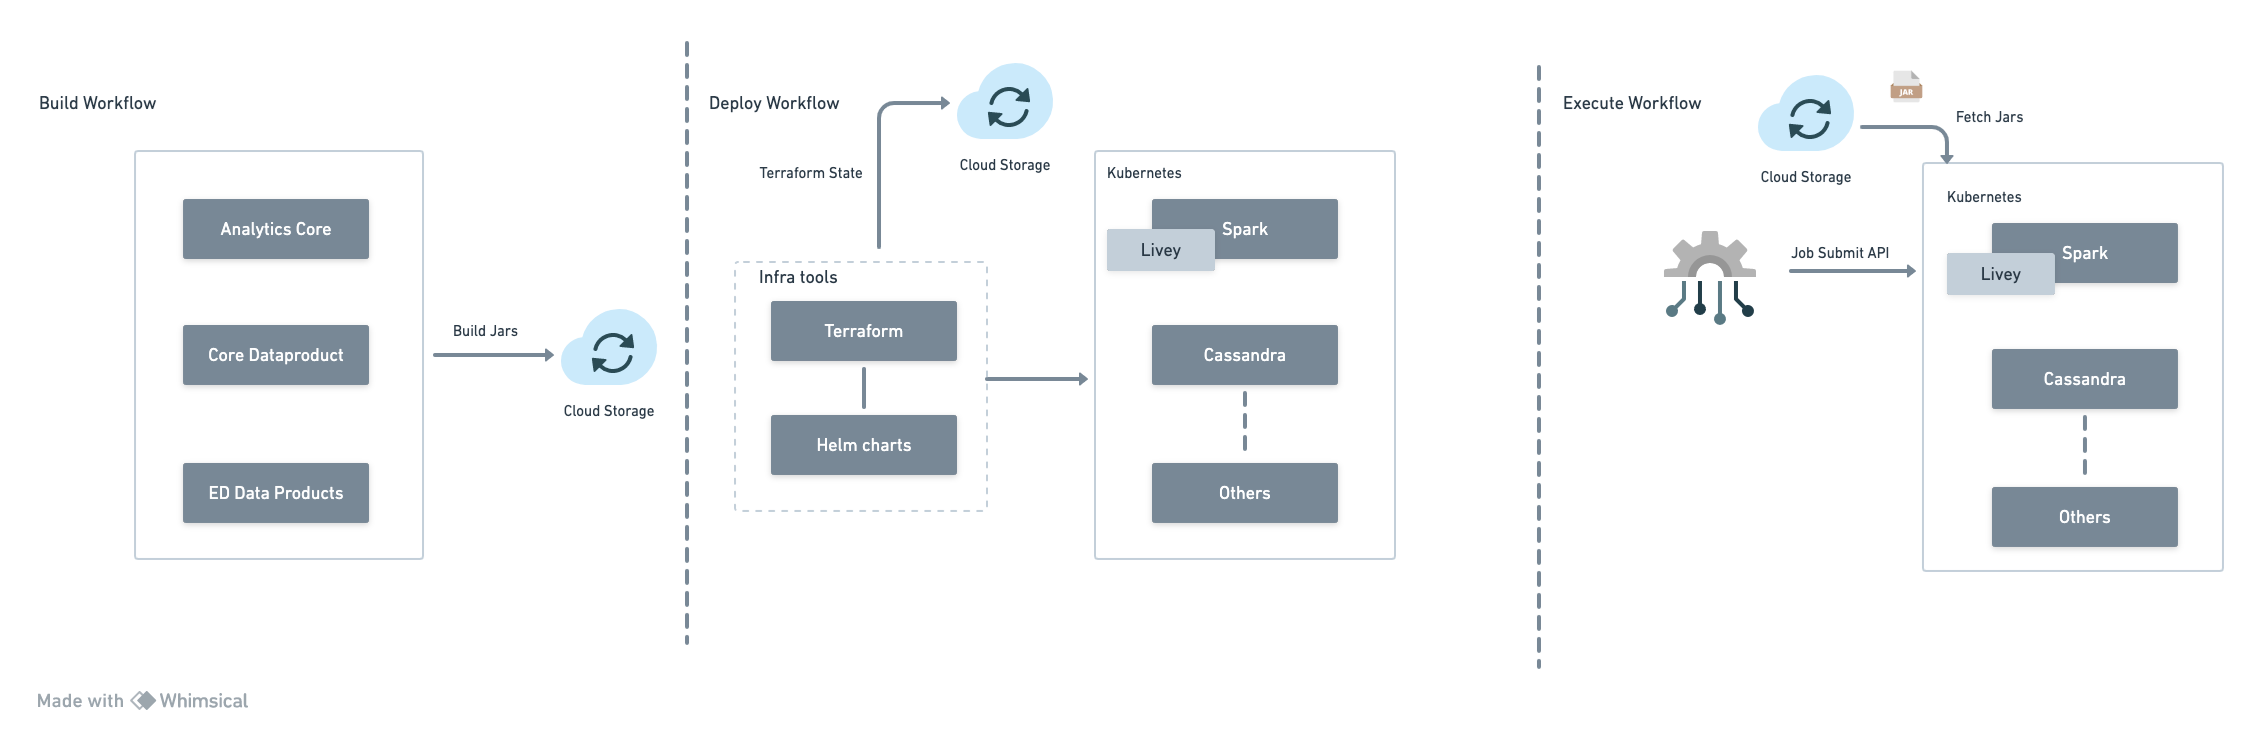 Build Workflow
Analytics Core
Core Dataproduct
ED Data Products
Build Jars
Cloud Storage
Deploy Workflow
Terraform State
Cloud Storage
Infra tools
Terraform
Helm charts
Kubernetes
Spark
Livey
Cassandra
Others
Execute Workflow
Cloud Storage
JAR
Fetch Jars
Job Submit API
Kubernetes
Spark
Livey
Cassandra
Others
Made with Whimsical